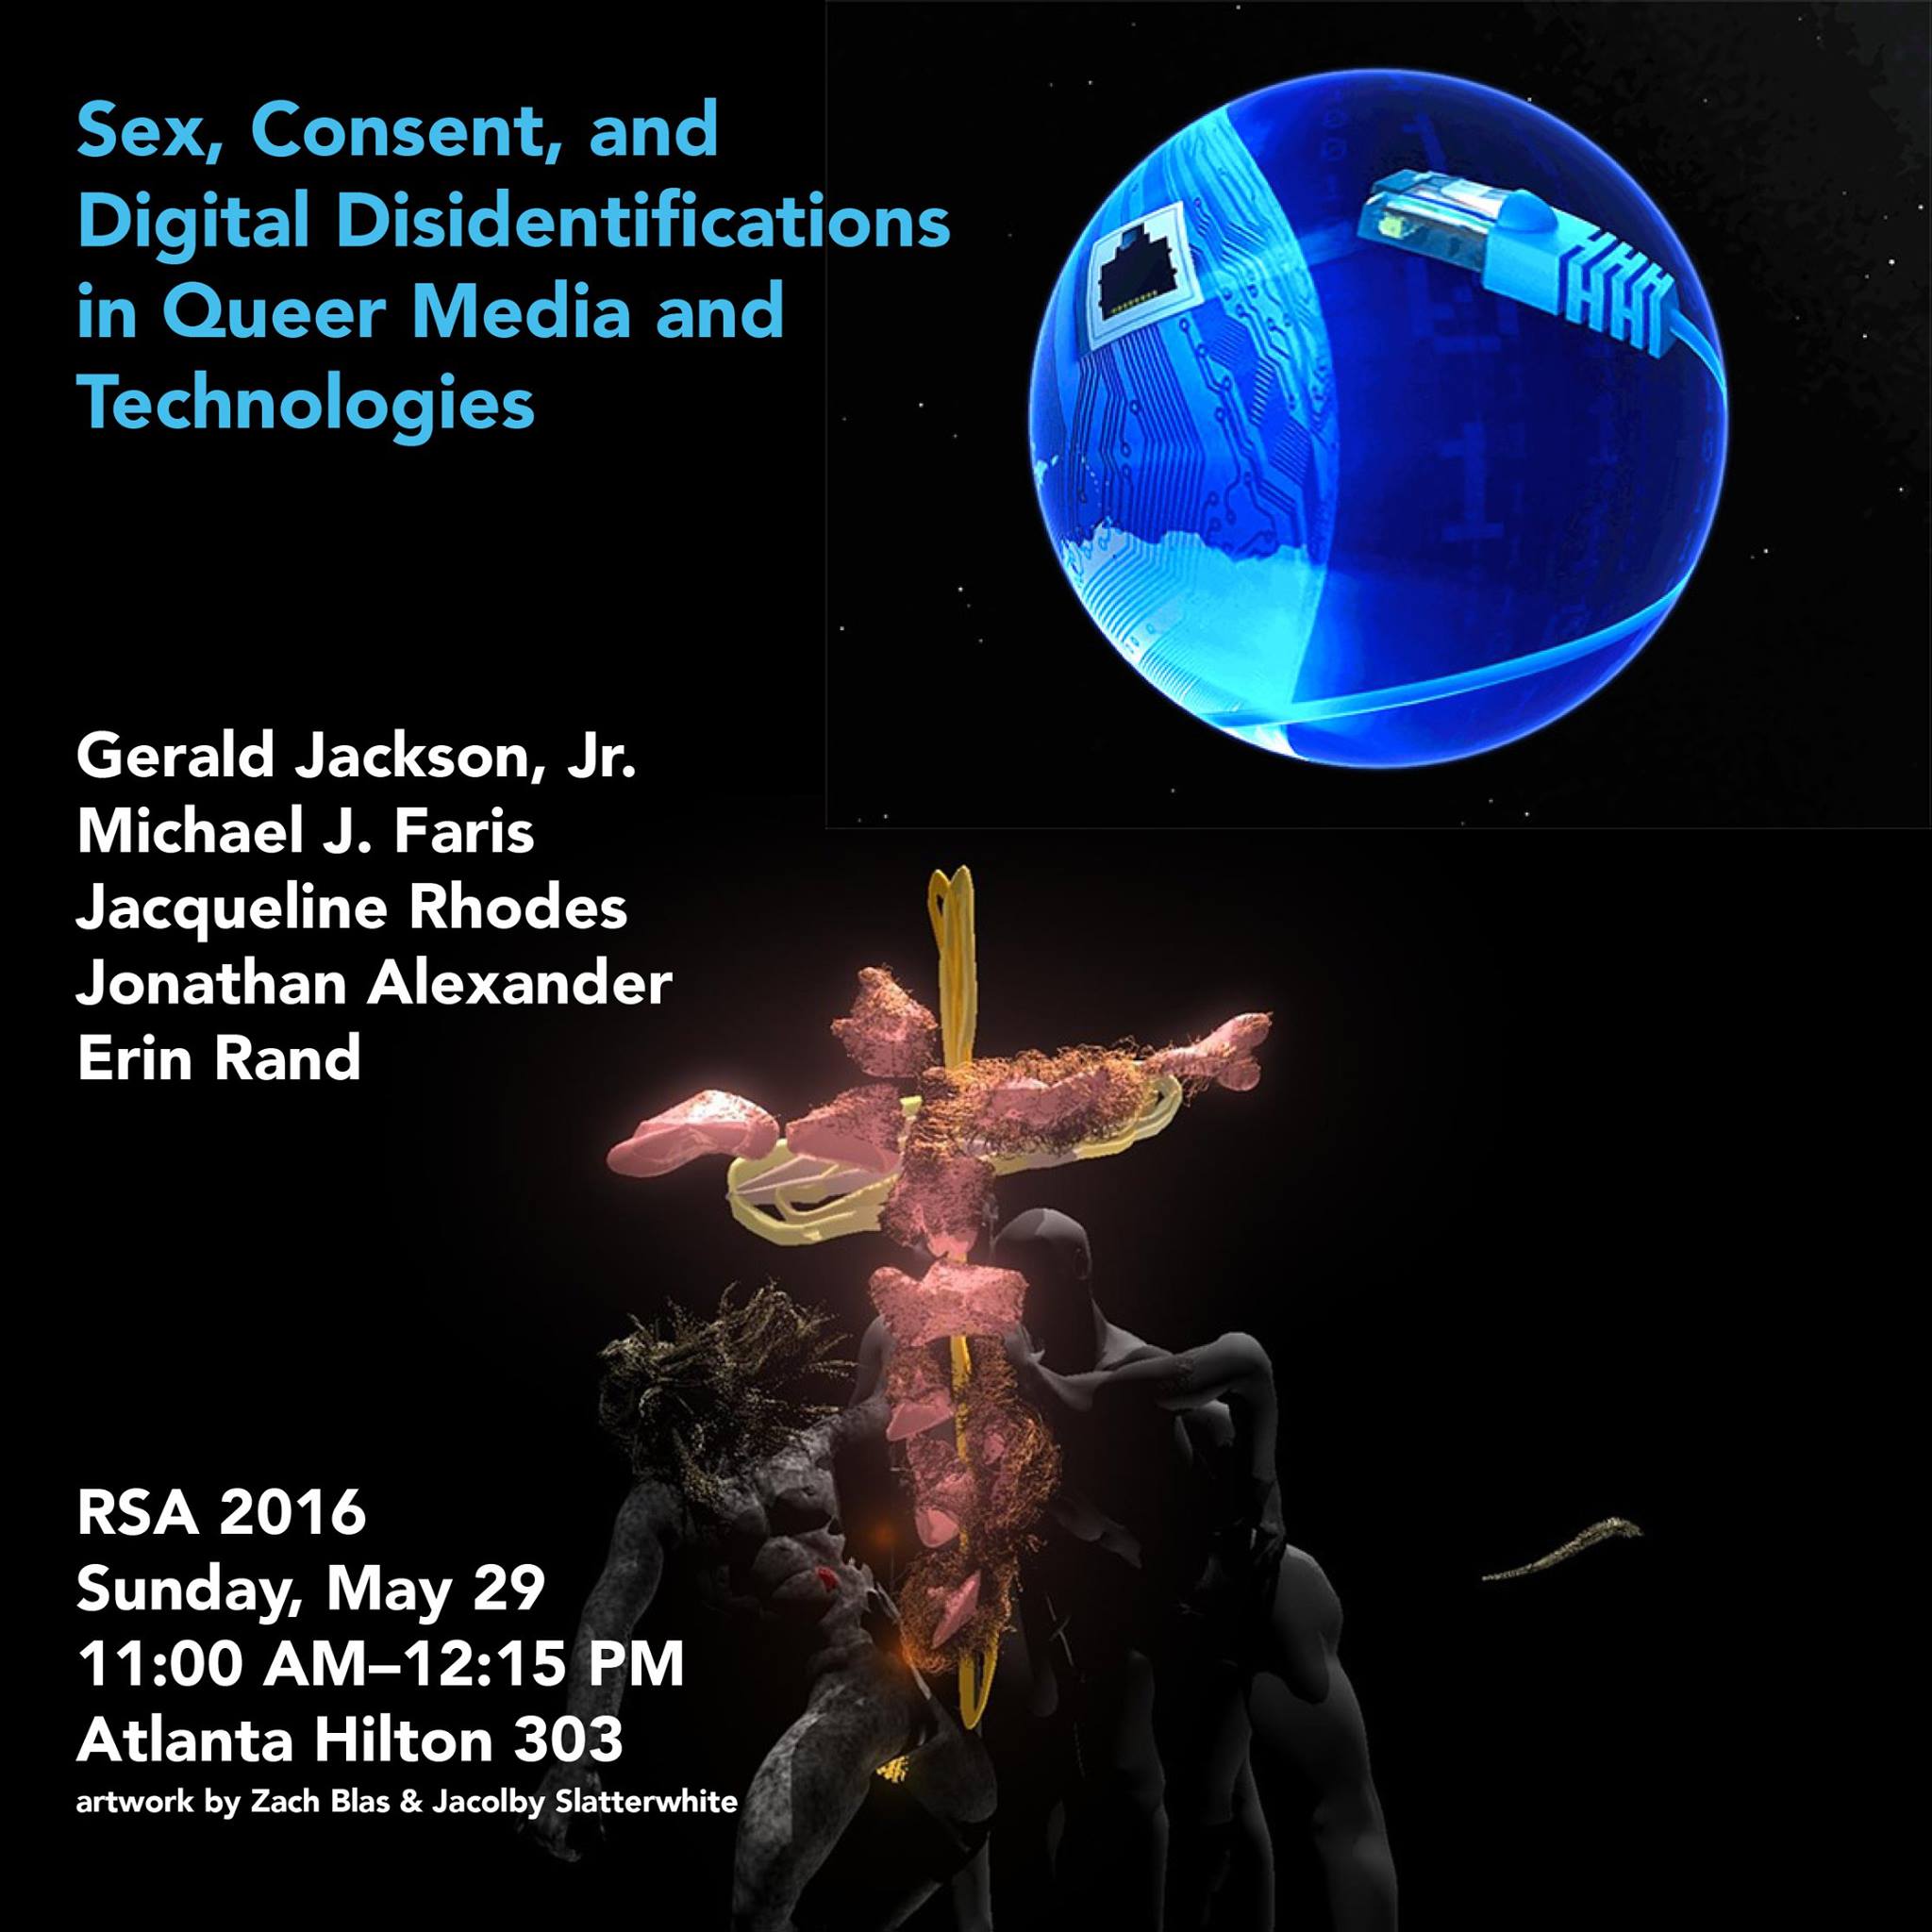 Sex, Consent, and
Digital Disidentifications
in Queer Media and
Technologies
Gerald Jackson, Jr.
Michael J. Faris
Jacqueline Rhodes
Jonathan Alexander
Erin Rand
RSA 2016
Sunday, May 29
11:00 AM–12:15 PM
Atlanta Hilton 303
artwork by Zach Blas & Jacolby Slatterwhite